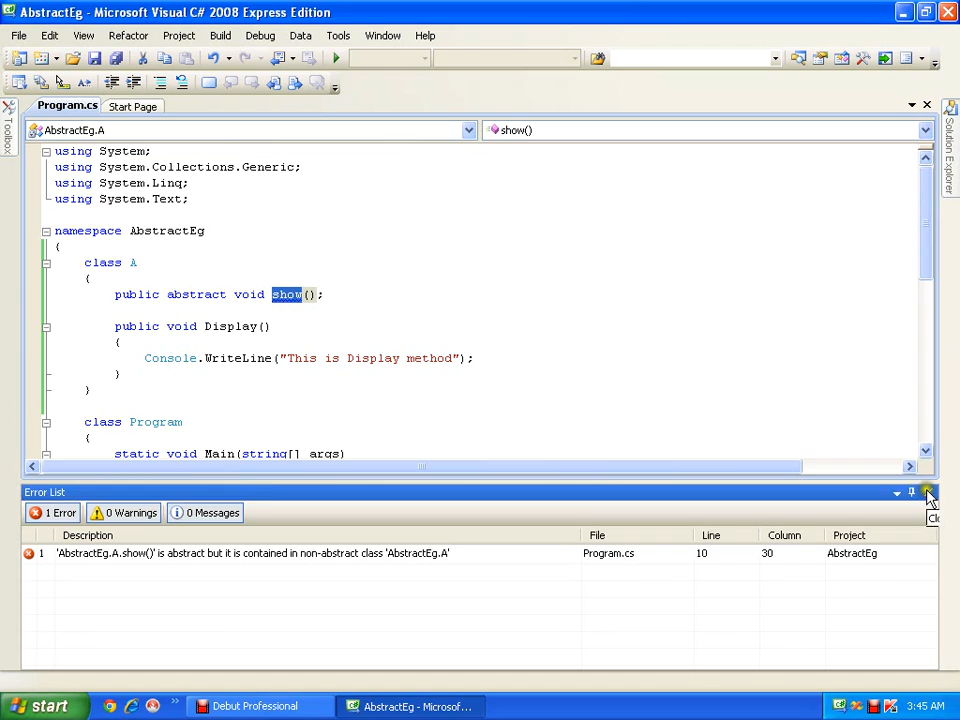 AbstractEg - Microsoft Visual C# 2008 Express Edition
File Edit View Refactor Project Build Debug Data Tools Window Help
Program.cs Start Page
AbstractEg.A show()
Toolbox
Solution Explorer
using System;
using System.Collections.Generic;
using System.Linq;
using System.Text;
namespace AbstractEg
{
class A
{
public abstract void show();
public void Display()
{
Console.WriteLine("This is Display method");
}
}
class Program
{
static void Main(string[] args)
Error List
1 Error 0 Warnings 0 Messages
Description File Line Column Project
1 'AbstractEg.A.show()' is abstract but it is contained in non-abstract class 'AbstractEg.A' Program.cs 10 30 AbstractEg
start Debut Professional AbstractEg - Microsof... 3:45 AM